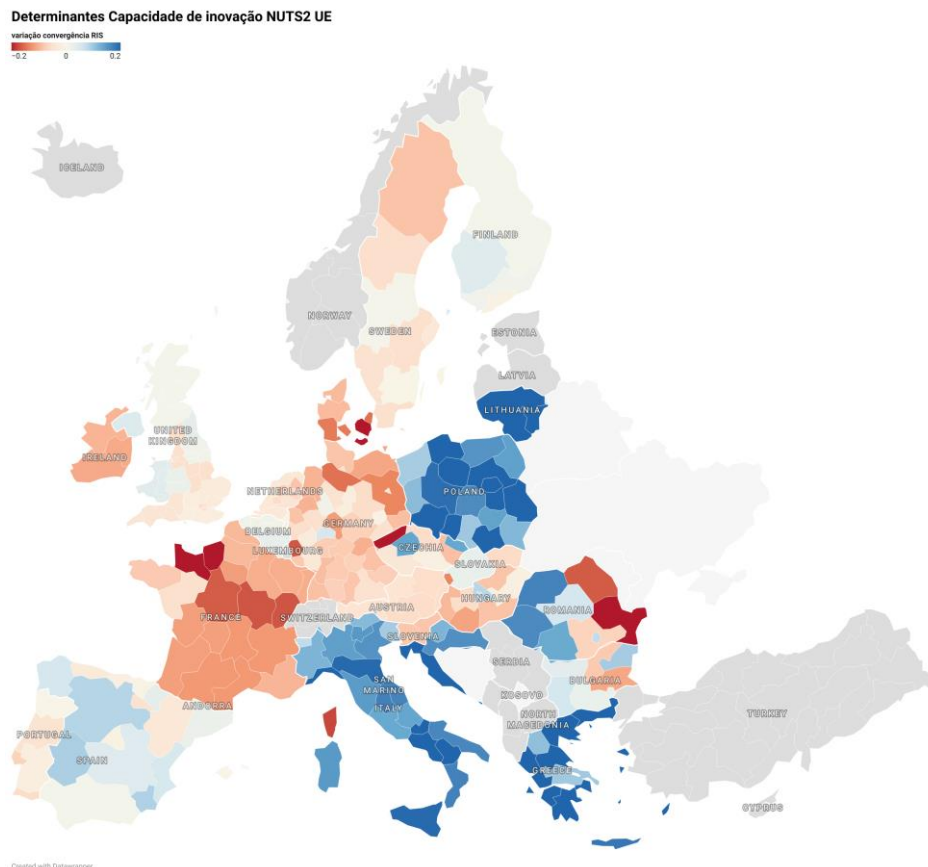 Determinantes Capacidade de inovação NUTS2 UE
variação convergência RIS
−0.2 0 0.2
ICELAND
FINLAND
NORWAY
SWEDEN
ESTONIA
LATVIA
LITHUANIA
UNITED
KINGDOM
IRELAND
NETHERLANDS
POLAND
BELGIUM
GERMANY
LUXEMBOURG
CZECHIA
SLOVAKIA
AUSTRIA
HUNGARY
FRANCE
SWITZERLAND
ROMANIA
SLOVENIA
SERBIA
SAN
MARINO
ITALY
KOSOVO
BULGARIA
ANDORRA
NORTH
MACEDONIA
TURKEY
PORTUGAL
SPAIN
GREECE
CYPRUS
Created with Datawrapper